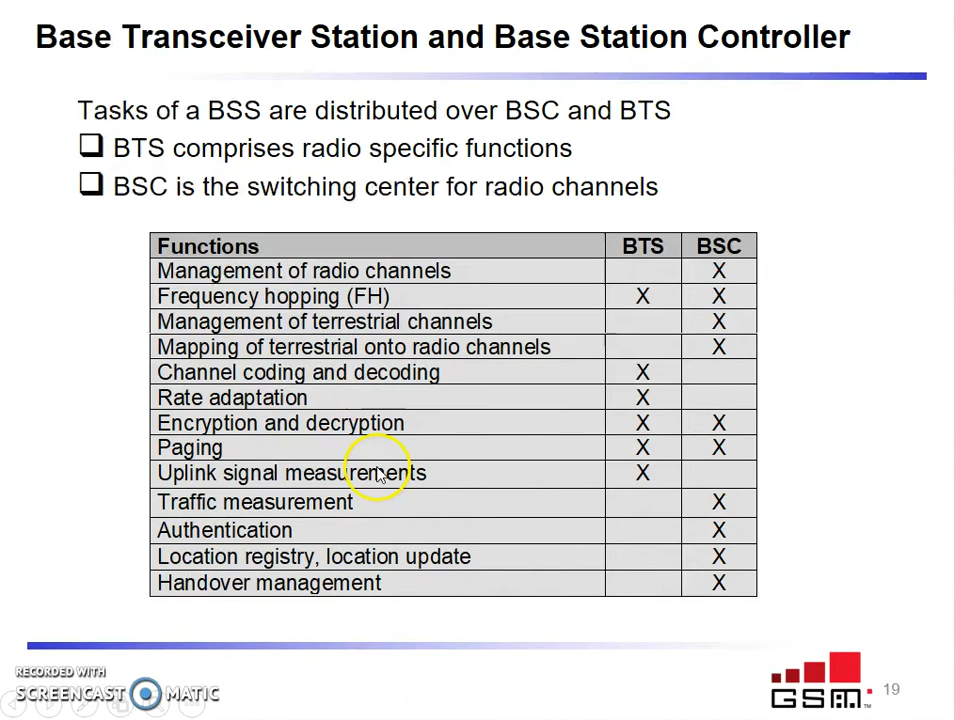 Base Transceiver Station and Base Station Controller
Tasks of a BSS are distributed over BSC and BTS
BTS comprises radio specific functions
BSC is the switching center for radio channels
Functions BTS BSC
Management of radio channels X
Frequency hopping (FH) X X
Management of terrestrial channels X
Mapping of terrestrial onto radio channels X
Channel coding and decoding X
Rate adaptation X
Encryption and decryption X X
Paging X X
Uplink signal measurements X
Traffic measurement X
Authentication X
Location registry, location update X
Handover management X
RECORDED WITH
SCREENCAST MATIC
GSM™
19